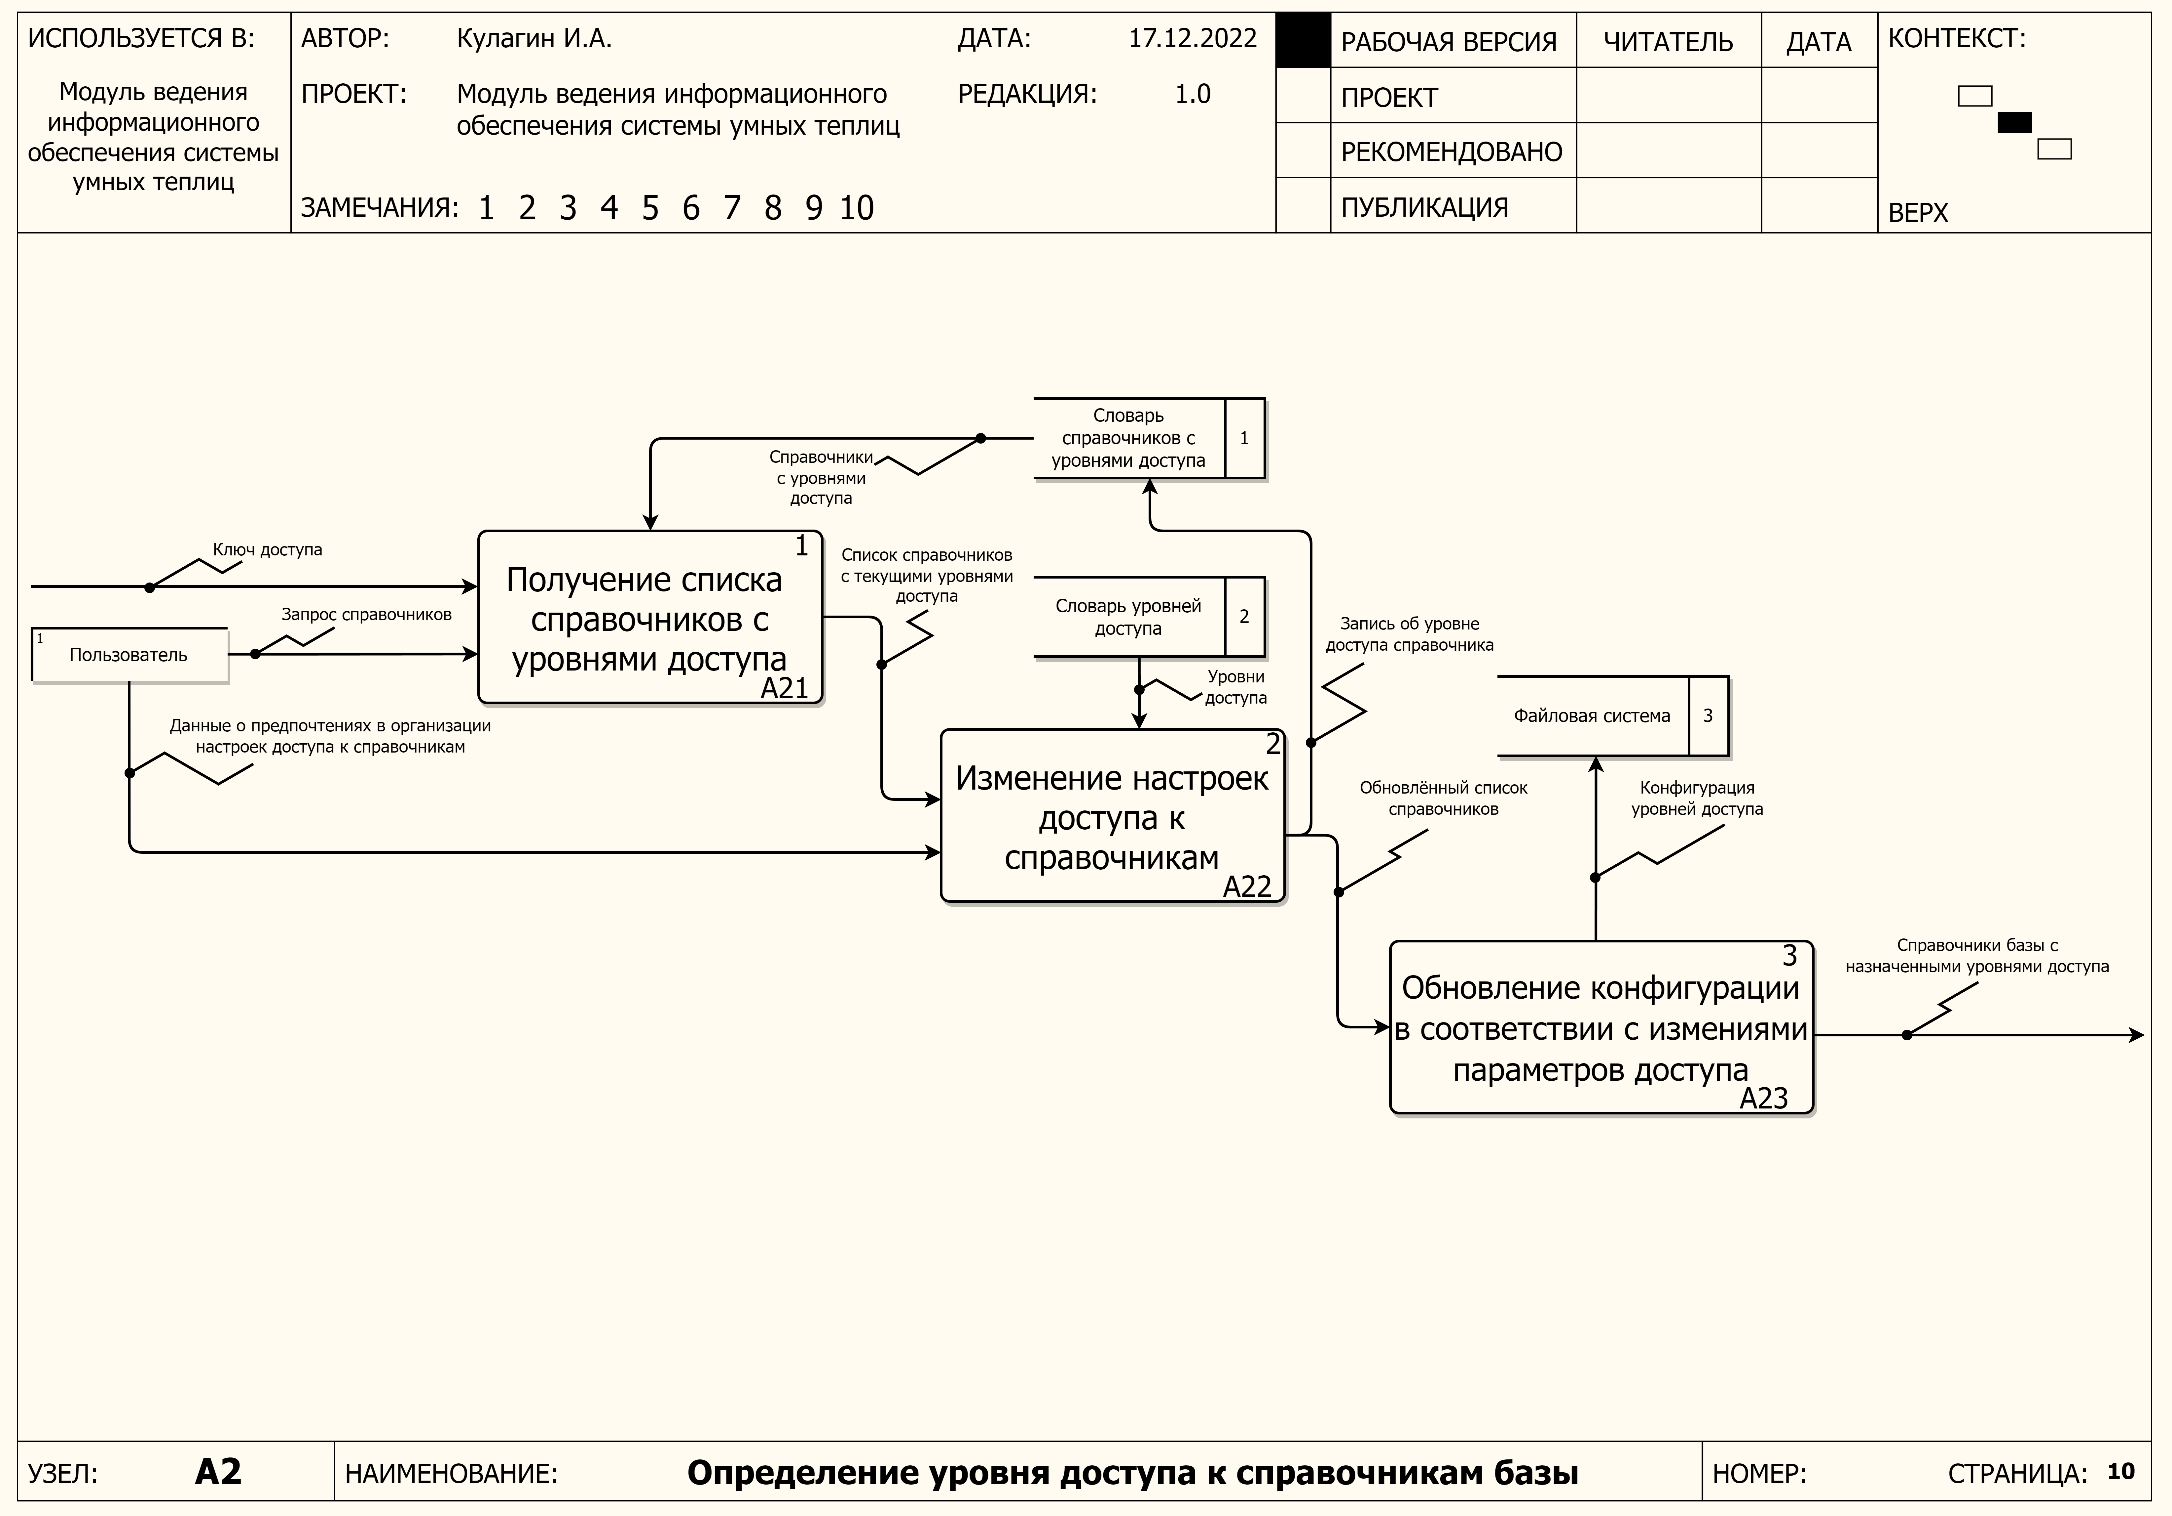 ИСПОЛЬЗУЕТСЯ В:
Модуль ведения
информационного
обеспечения системы
умных теплиц
АВТОР: Кулагин И.А.
ДАТА: 17.12.2022
ПРОЕКТ: Модуль ведения информационного
обеспечения системы умных теплиц
РЕДАКЦИЯ: 1.0
ЗАМЕЧАНИЯ: 1 2 3 4 5 6 7 8 9 10
РАБОЧАЯ ВЕРСИЯ
ЧИТАТЕЛЬ
ДАТА
ПРОЕКТ
РЕКОМЕНДОВАНО
ПУБЛИКАЦИЯ
КОНТЕКСТ:
ВЕРХ
Словарь
справочников с
уровнями доступа
1
Справочники
с уровнями
доступа
Ключ доступа
Запрос справочников
1
Пользователь
1
Получение списка
справочников с
уровнями доступа
А21
Список справочников
с текущими уровнями
доступа
Словарь уровней
доступа
2
Уровни
доступа
Запись об уровне
доступа справочника
Данные о предпочтениях в организации
настроек доступа к справочникам
2
Изменение настроек
доступа к
справочникам
А22
Файловая система
3
Обновлённый список
справочников
Конфигурация
уровней доступа
3
Обновление конфигурации
в соответствии с измениями
параметров доступа
А23
Справочники базы с
назначенными уровнями доступа
УЗЕЛ: А2
НАИМЕНОВАНИЕ: Определение уровня доступа к справочникам базы
НОМЕР:
СТРАНИЦА: 10